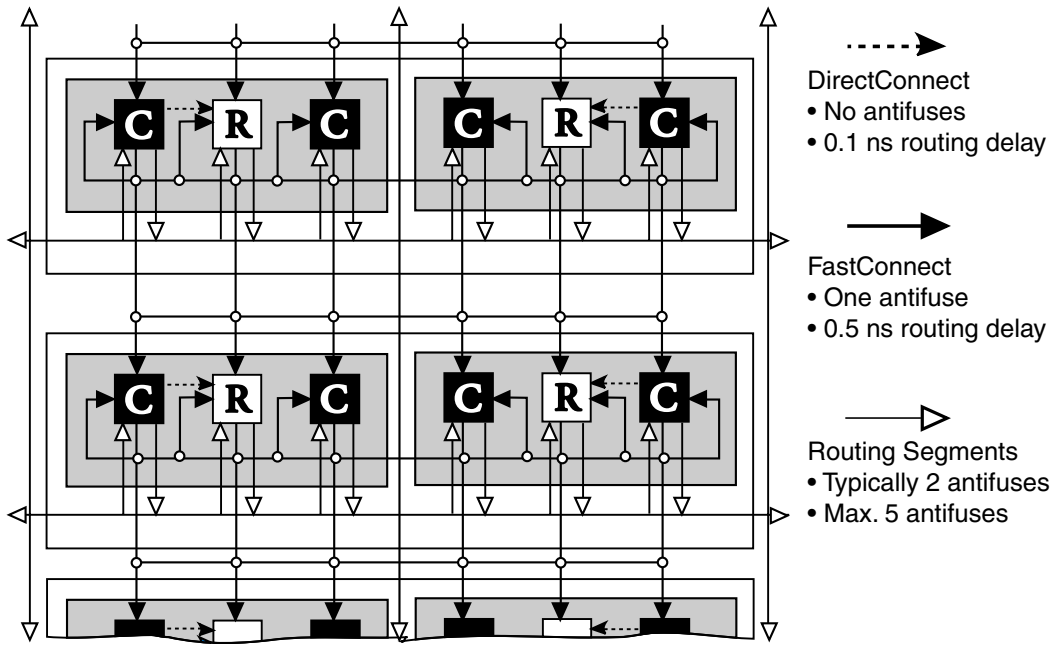 C R C C R C
DirectConnect
• No antifuses
• 0.1 ns routing delay
FastConnect
• One antifuse
• 0.5 ns routing delay
C R C C R C
Routing Segments
• Typically 2 antifuses
• Max. 5 antifuses